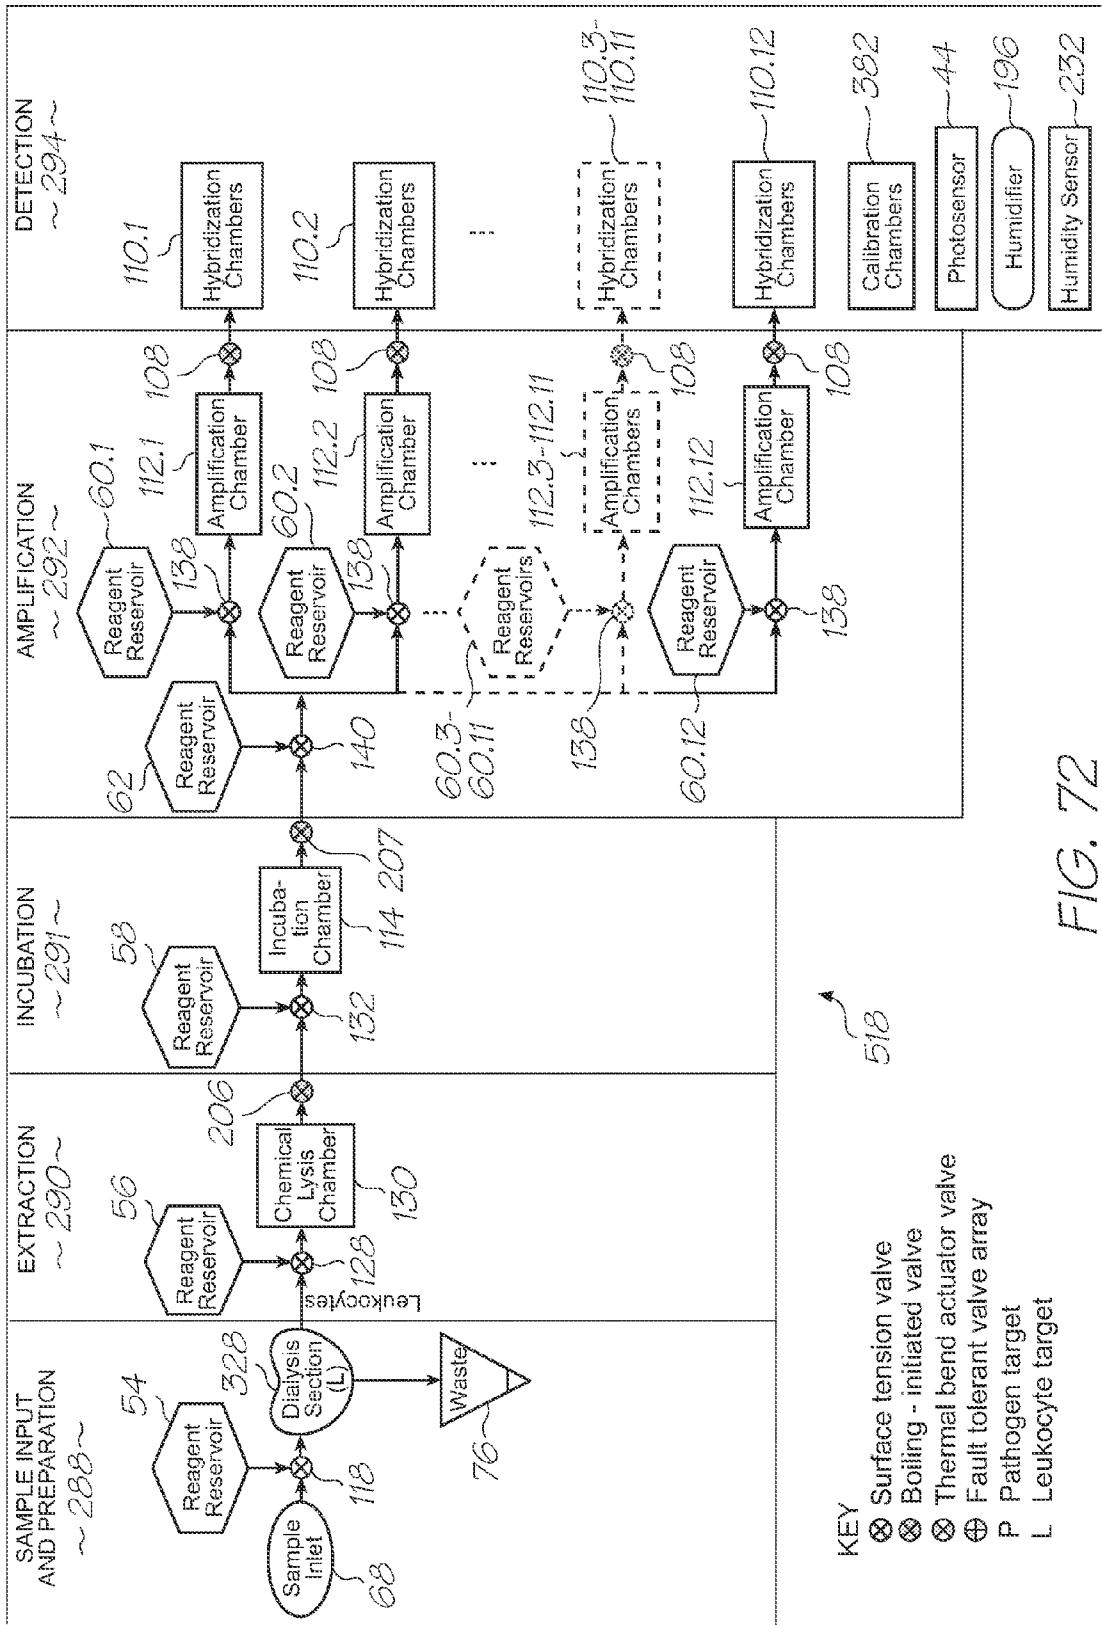 SAMPLE INPUT
AND PREPARATION
~ 288 ~
EXTRACTION
~ 290 ~
INCUBATION
~ 291 ~
AMPLIFICATION
~ 292 ~
DETECTION
~ 294 ~
54
Reagent
Reservoir
Sample
Inlet
68
118
328
Dialysis
Section
(L)
Waste
76
Leukocytes
56
Reagent
Reservoir
128
Chemical
Lysis
Chamber
130
206
58
Reagent
Reservoir
132
Incuba-
tion
Chamber
114
207
62
Reagent
Reservoir
140
60.1
Reagent
Reservoir
138
112.1
Amplification
Chamber
108
110.1
Hybridization
Chambers
60.2
Reagent
Reservoir
138
112.2
Amplification
Chamber
108
110.2
Hybridization
Chambers
...
...
...
60.3-
60.11
Reagent
Reservoirs
138
112.3-112.11
Amplification
Chambers
108
110.3-
110.11
Hybridization
Chambers
60.12
Reagent
Reservoir
138
112.12
Amplification
Chamber
108
110.12
Hybridization
Chambers
Calibration
Chambers
382
Photosensor
44
Humidifier
196
Humidity Sensor
232
518
KEY
Surface tension valve
Boiling - initiated valve
Thermal bend actuator valve
Fault tolerant valve array
P Pathogen target
L Leukocyte target
FIG. 72